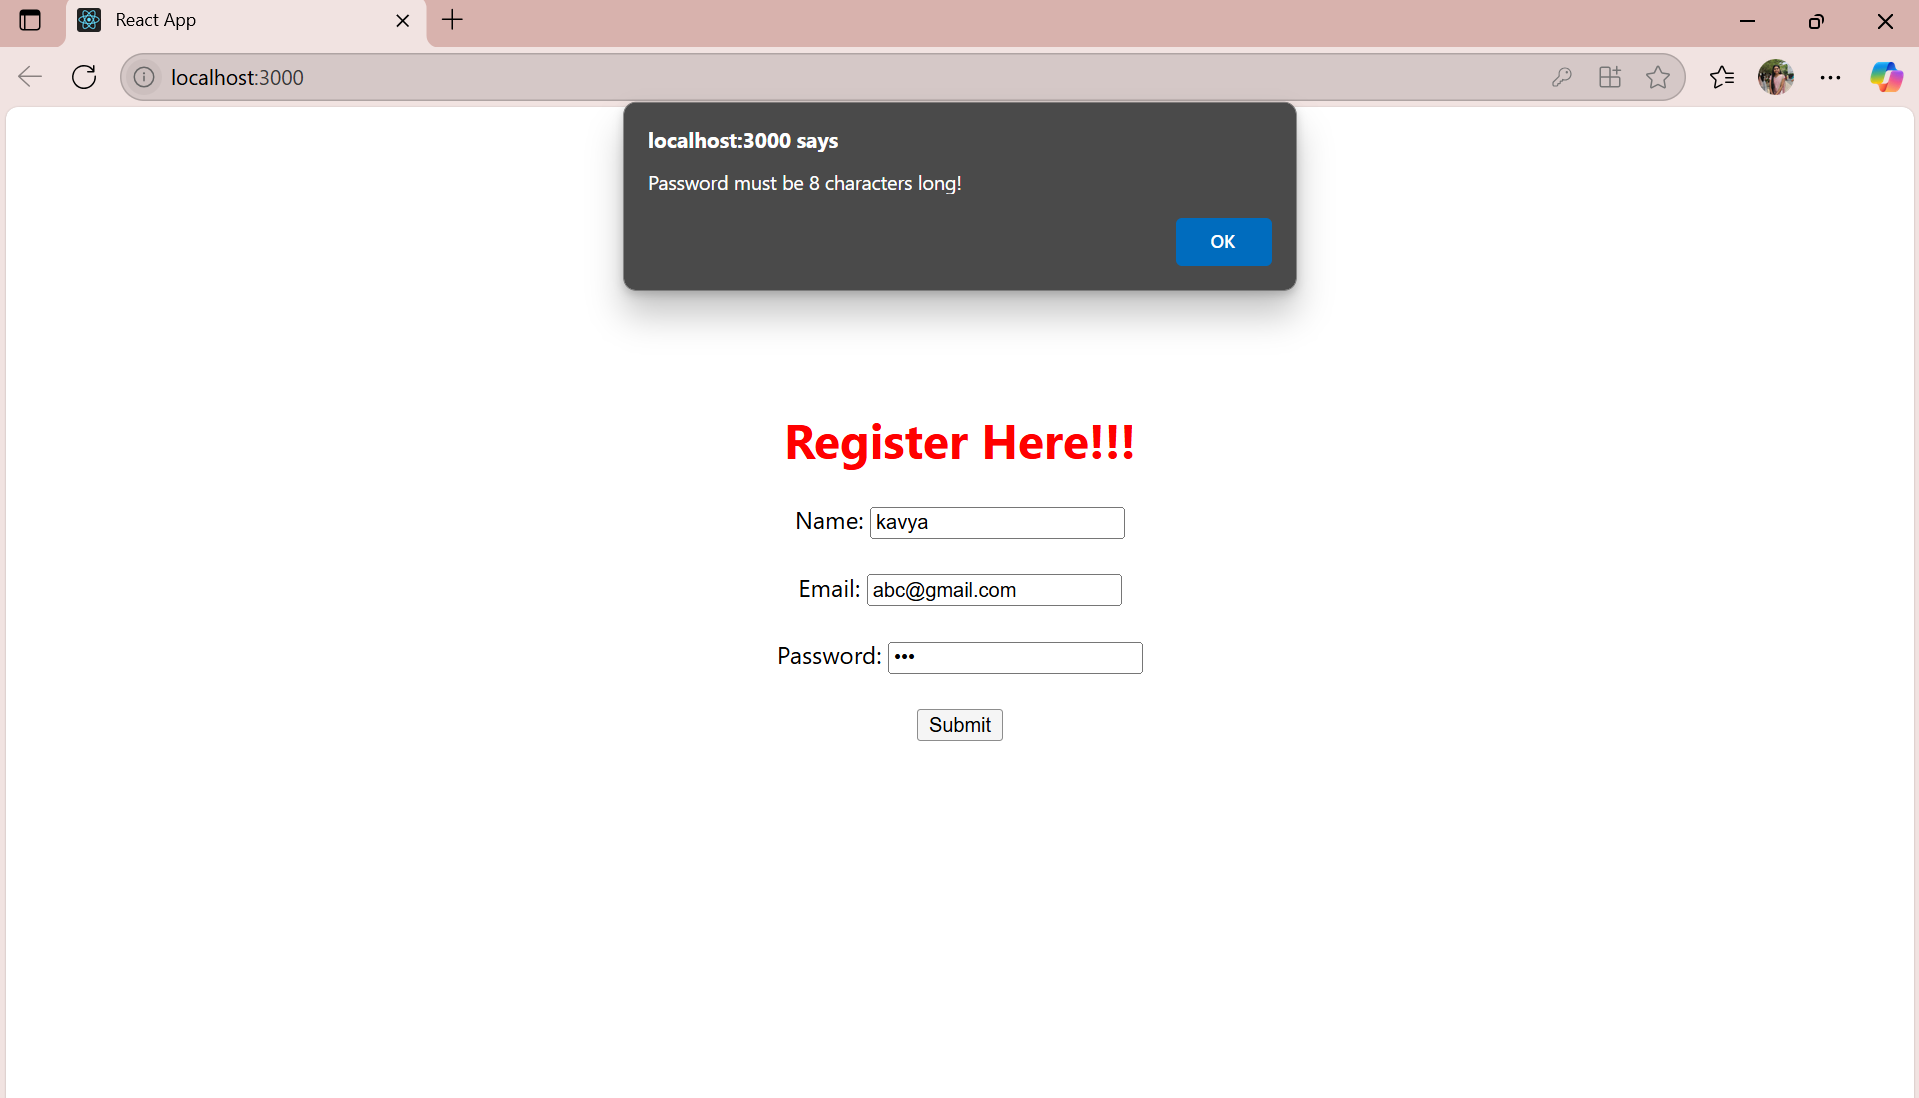 React App
localhost:3000
localhost:3000 says
Password must be 8 characters long!
OK
Register Here!!!
Name: kavya
Email: abc@gmail.com
Password: •••
Submit